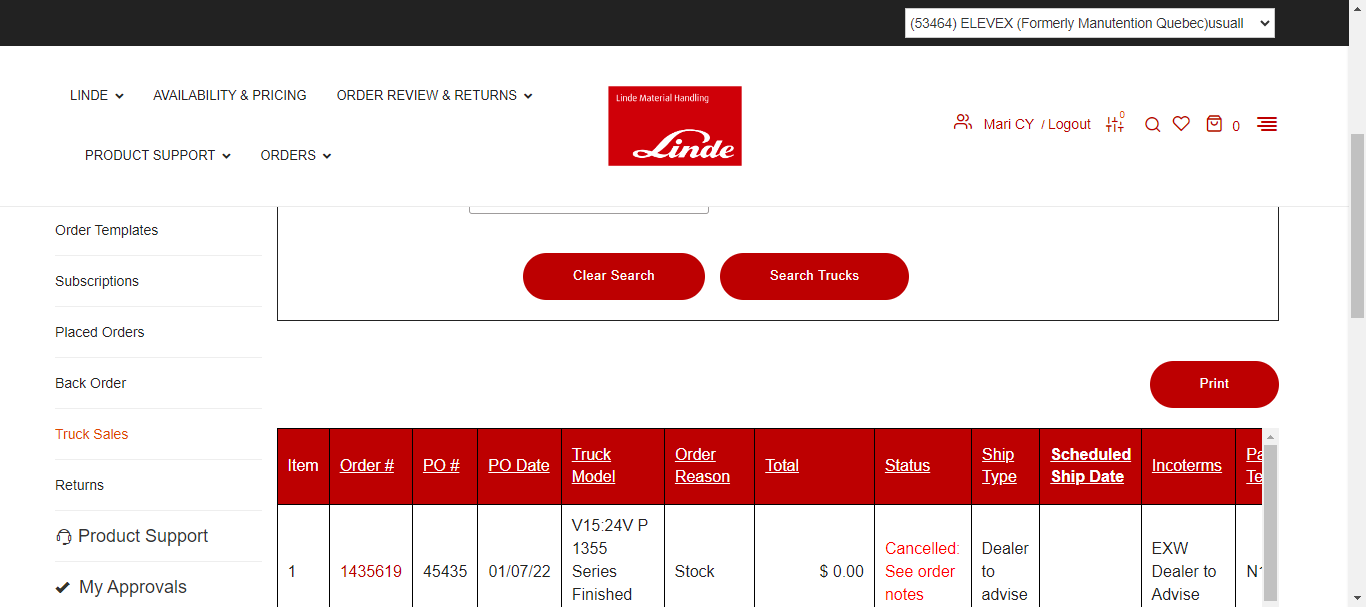 (53464) ELEVEX (Formerly Manutention Quebec)usuall
LINDE
AVAILABILITY & PRICING
ORDER REVIEW & RETURNS
PRODUCT SUPPORT
ORDERS
Linde Material Handling
Linde
Mari CY / Logout
0
0
Order Templates
Subscriptions
Placed Orders
Back Order
Truck Sales
Returns
Product Support
My Approvals
Clear Search
Search Trucks
Print
Item
Order #
PO #
PO Date
Truck
Model
Order
Reason
Total
Status
Ship
Type
Scheduled
Ship Date
Incoterms
Pa
Te
1
1435619
45435
01/07/22
V15:24V P
1355
Series
Finished
Stock
$ 0.00
Cancelled:
See order
notes
Dealer
to
advise
EXW
Dealer to
Advise